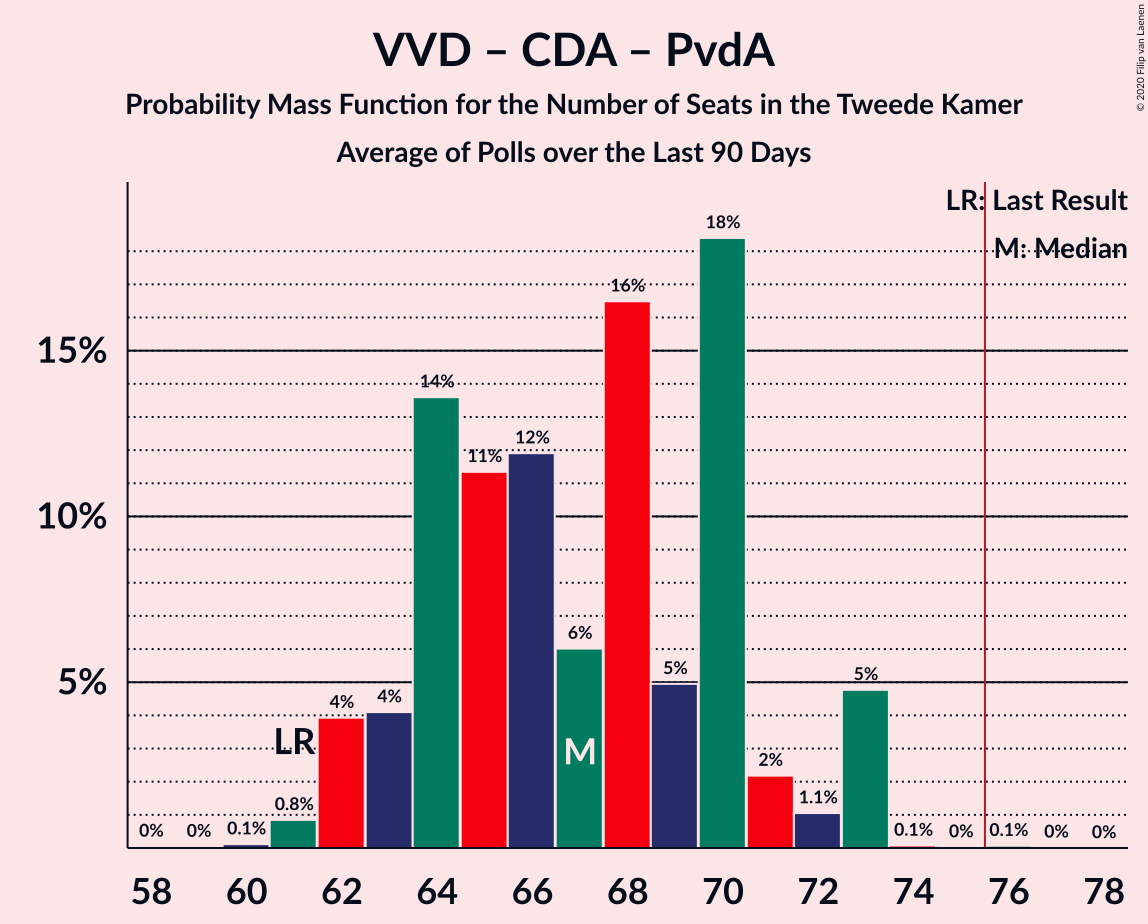 VVD – CDA – PvdA
Probability Mass Function for the Number of Seats in the Tweede Kamer
Average of Polls over the Last 90 Days
© 2020 Filip van Laenen
LR: Last Result
M: Median
15%
10%
5%
0%
0%
0.1%
0.8%
4%
4%
14%
11%
12%
6%
16%
5%
18%
2%
1.1%
5%
0.1%
0%
0.1%
0%
0%
LR
M
58 60 62 64 66 68 70 72 74 76 78